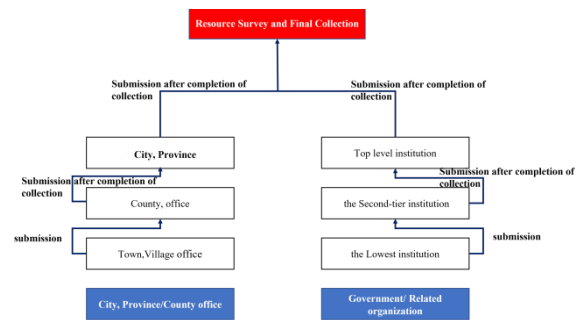 Resource Survey and Final Collection
Submission after completion of
collection
Submission after completion of
collection
City, Province
Top level institution
Submission after completion of
collection
Submission after completion of
collection
County, office
the Second-tier institution
submission
submission
Town,Village office
the Lowest institution
City, Province/County office
Government/ Related
organization